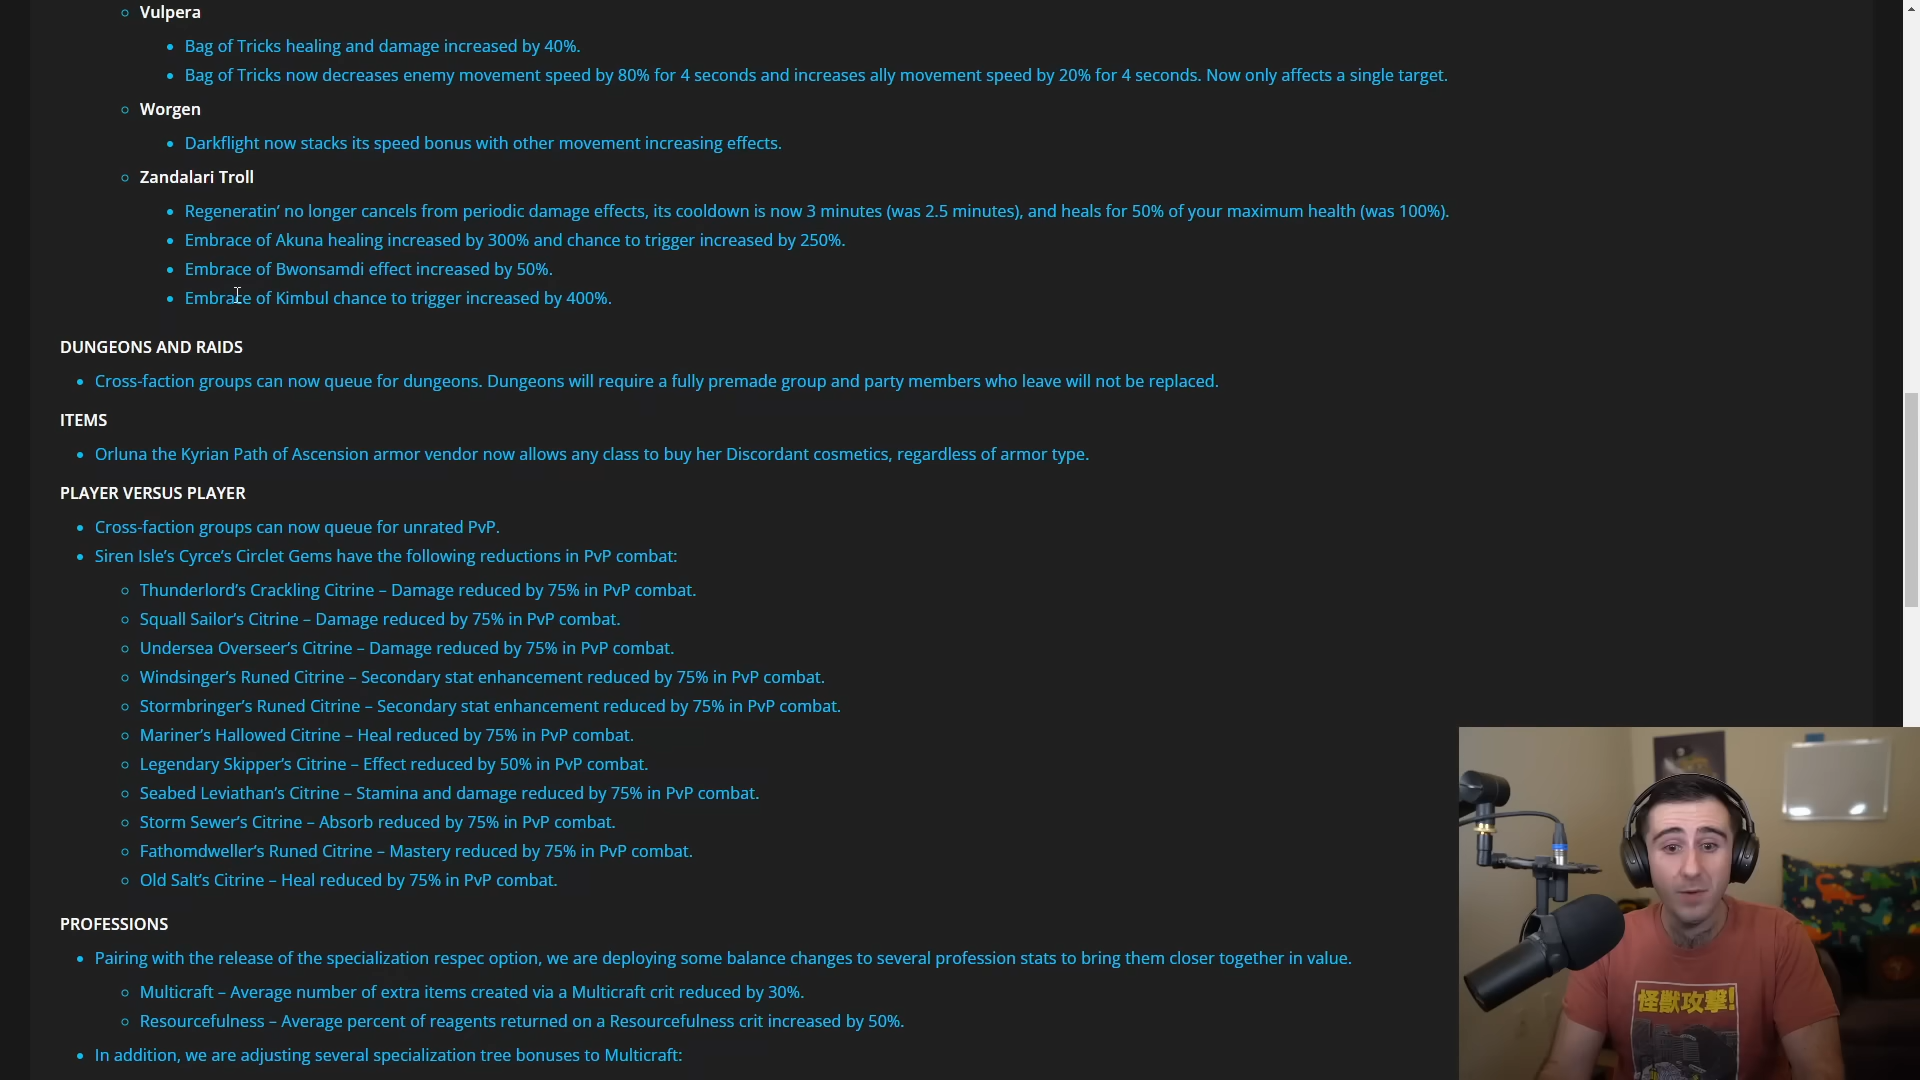 Vulpera
Bag of Tricks healing and damage increased by 40%.
Bag of Tricks now decreases enemy movement speed by 80% for 4 seconds and increases ally movement speed by 20% for 4 seconds. Now only affects a single target.
Worgen
Darkflight now stacks its speed bonus with other movement increasing effects.
Zandalari Troll
Regeneratin’ no longer cancels from periodic damage effects, its cooldown is now 3 minutes (was 2.5 minutes), and heals for 50% of your maximum health (was 100%).
Embrace of Akuna healing increased by 300% and chance to trigger increased by 250%.
Embrace of Bwonsamdi effect increased by 50%.
Embrace of Kimbul chance to trigger increased by 400%.
DUNGEONS AND RAIDS
Cross-faction groups can now queue for dungeons. Dungeons will require a fully premade group and party members who leave will not be replaced.
ITEMS
Orluna the Kyrian Path of Ascension armor vendor now allows any class to buy her Discordant cosmetics, regardless of armor type.
PLAYER VERSUS PLAYER
Cross-faction groups can now queue for unrated PvP.
Siren Isle’s Cyrce’s Circlet Gems have the following reductions in PvP combat:
Thunderlord’s Crackling Citrine – Damage reduced by 75% in PvP combat.
Squall Sailor’s Citrine – Damage reduced by 75% in PvP combat.
Undersea Overseer’s Citrine – Damage reduced by 75% in PvP combat.
Windsinger’s Runed Citrine – Secondary stat enhancement reduced by 75% in PvP combat.
Stormbringer’s Runed Citrine – Secondary stat enhancement reduced by 75% in PvP combat.
Mariner’s Hallowed Citrine – Heal reduced by 75% in PvP combat.
Legendary Skipper’s Citrine – Effect reduced by 50% in PvP combat.
Seabed Leviathan’s Citrine – Stamina and damage reduced by 75% in PvP combat.
Storm Sewer’s Citrine – Absorb reduced by 75% in PvP combat.
Fathomdweller’s Runed Citrine – Mastery reduced by 75% in PvP combat.
Old Salt’s Citrine – Heal reduced by 75% in PvP combat.
PROFESSIONS
Pairing with the release of the specialization respec option, we are deploying some balance changes to several profession stats to bring them closer together in value.
Multicraft – Average number of extra items created via a Multicraft crit reduced by 30%.
Resourcefulness – Average percent of reagents returned on a Resourcefulness crit increased by 50%.
In addition, we are adjusting several specialization tree bonuses to Multicraft:
怪獣攻撃!